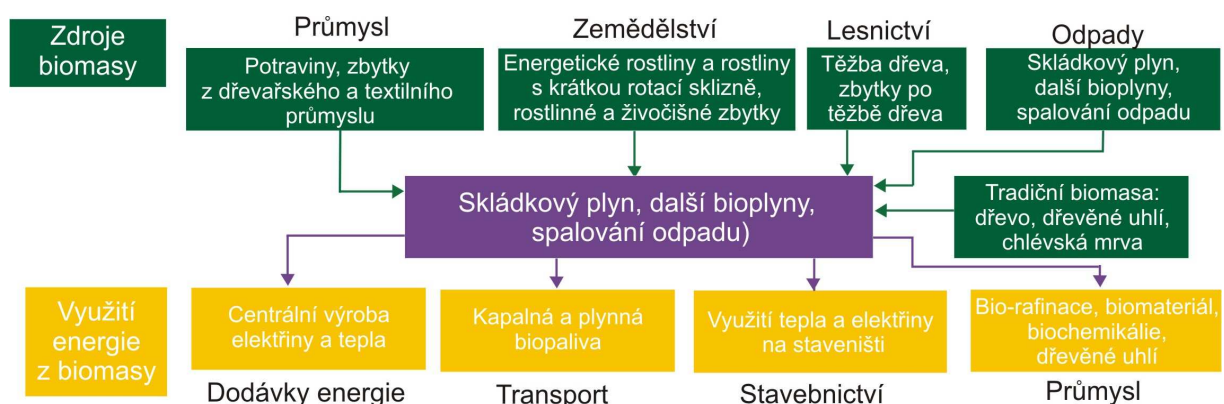 Zdroje
biomasy
Průmysl
Potraviny, zbytky
z dřevařského a textilního
průmyslu
Zemědělství
Energetické rostliny a rostliny
s krátkou rotací sklizně,
rostlinné a živočišné zbytky
Lesnictví
Těžba dřeva,
zbytky po
těžbě dřeva
Odpady
Skládkový plyn,
další bioplyny,
spalování odpadu
Skládkový plyn, další bioplyny,
spalování odpadu)
Tradiční biomasa:
dřevo, dřevěné uhlí,
chlévská mrva
Využití
energie
z biomasy
Centrální výroba
elektřiny a tepla
Dodávky energie
Kapalná a plynná
biopaliva
Transport
Využití tepla a elektřiny
na staveništi
Stavebnictví
Bio-rafinace, biomateriál,
biochemikálie,
dřevěné uhlí
Průmysl